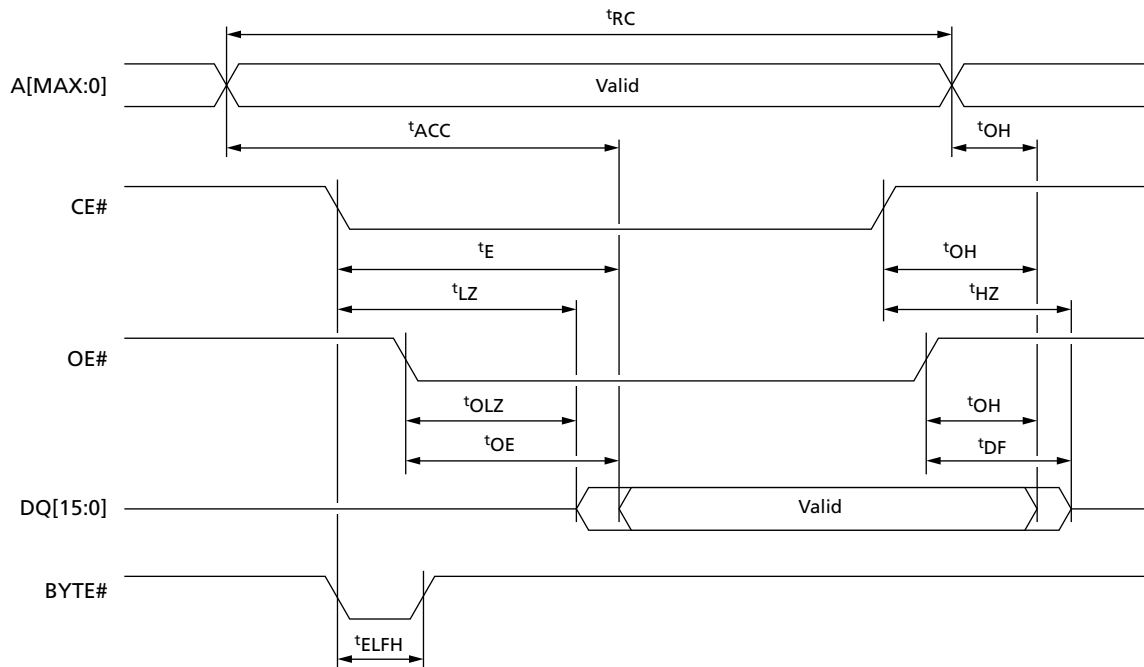 tRC
A[MAX:0]
Valid
tACC
tOH
CE#
tE
tOH
tLZ
tHZ
OE#
tOLZ
tOH
tOE
tDF
DQ[15:0]
Valid
BYTE#
tELFH